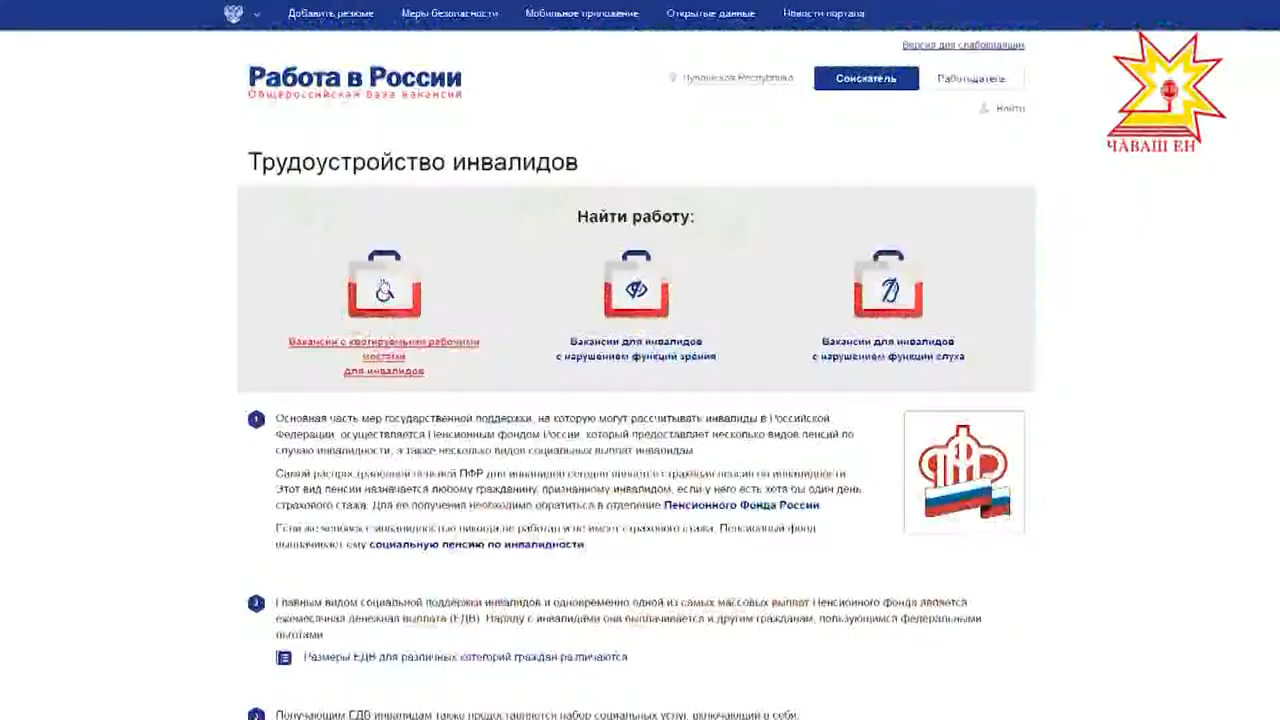 Добавить резюме Меры безопасности Мобильное приложение Открытые данные Новости портала
Версия для слабовидящих
Работа в России
Общероссийская база вакансий
Чувашская Республика Соискатель Работодатель
Найти
ЧӐВАШ ЕН
Трудоустройство инвалидов
Найти работу:
Вакансии с квотируемыми рабочими
местами
для инвалидов
Вакансии для инвалидов
с нарушением функций зрения
Вакансии для инвалидов
с нарушением функции слуха
1 Основная часть мер государственной поддержки, на которую могут рассчитывать инвалиды в Российской
Федерации, осуществляется Пенсионным фондом России, который предоставляет несколько видов пенсий по
случаю инвалидности, а также несколько видов социальных выплат инвалидам.
Самой распространенной пенсией ПФР для инвалидов сегодня является страховая пенсия по инвалидности.
Этот вид пенсии назначается любому гражданину, признанному инвалидом, если у него есть хотя бы один день
страхового стажа. Для ее получения необходимо обратиться в отделение Пенсионного Фонда России.
Если же человек с инвалидностью никогда не работал и не имеет страхового стажа, Пенсионный фонд
выплачивает ему социальную пенсию по инвалидности.
2 Главным видом социальной поддержки инвалидов и одновременно одной из самых массовых выплат Пенсионного фонда является
ежемесячная денежная выплата (ЕДВ). Наряду с инвалидами она выплачивается и другим гражданам, пользующимся федеральными
льготами.
Размеры ЕДВ для различных категорий граждан различаются
3 Получающим ЕДВ инвалидам также предоставляется набор социальных услуг, включающий в себя: